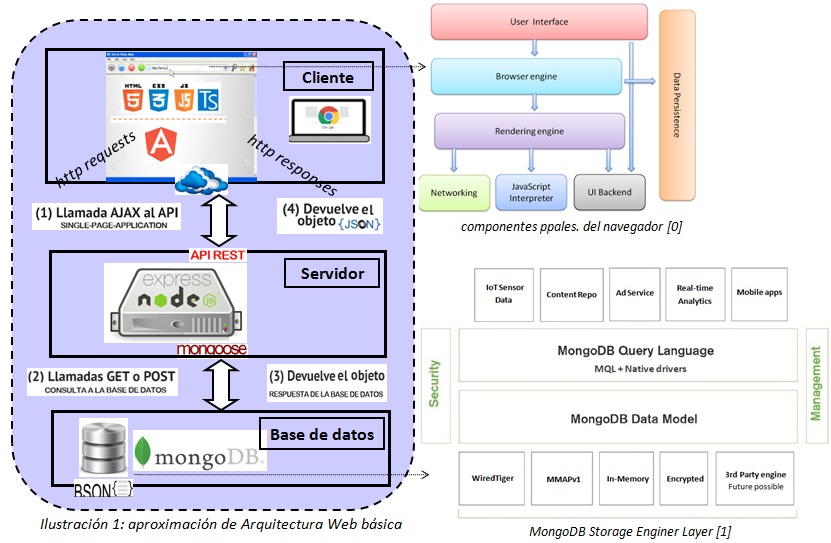 Cliente
HTML
CSS
JS
5
3
JS
TS
A
Google
http requests
http responses
(1) Llamada AJAX al API
SINGLE-PAGE-APPLICATION
(4) Devuelve el
objeto {JSON}
API REST
Servidor
express
node
JS
mongoose
(2) Llamadas GET o POST
CONSULTA A LA BASE DE DATOS
(3) Devuelve el objeto
RESPUESTA DE LA BASE DE DATOS
Base de datos
mongoDB
BSON{}
Ilustración 1: aproximación de Arquitectura Web básica
User Interface
Browser engine
Rendering engine
Networking
JavaScript
Interpreter
UI Backend
Data Persistence
componentes ppales. del navegador [0]
IoT Sensor
Data
Content Repo
Ad Service
Real-time
Analytics
Mobile apps
Security
MongoDB Query Language
MQL + Native drivers
MongoDB Data Model
Management
WiredTiger
MMAPv1
In-Memory
Encrypted
3rd Party engine
Future possible
MongoDB Storage Enginer Layer [1]